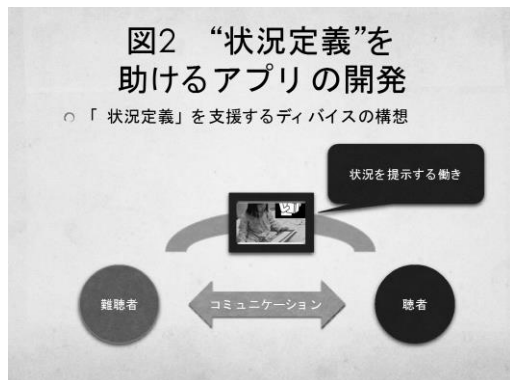 図2　“状況定義”を
助けるアプリの開発
「状況定義」を支援するディバイスの構想
状況を提示する働き
難聴者
コミュニケーション
聴者